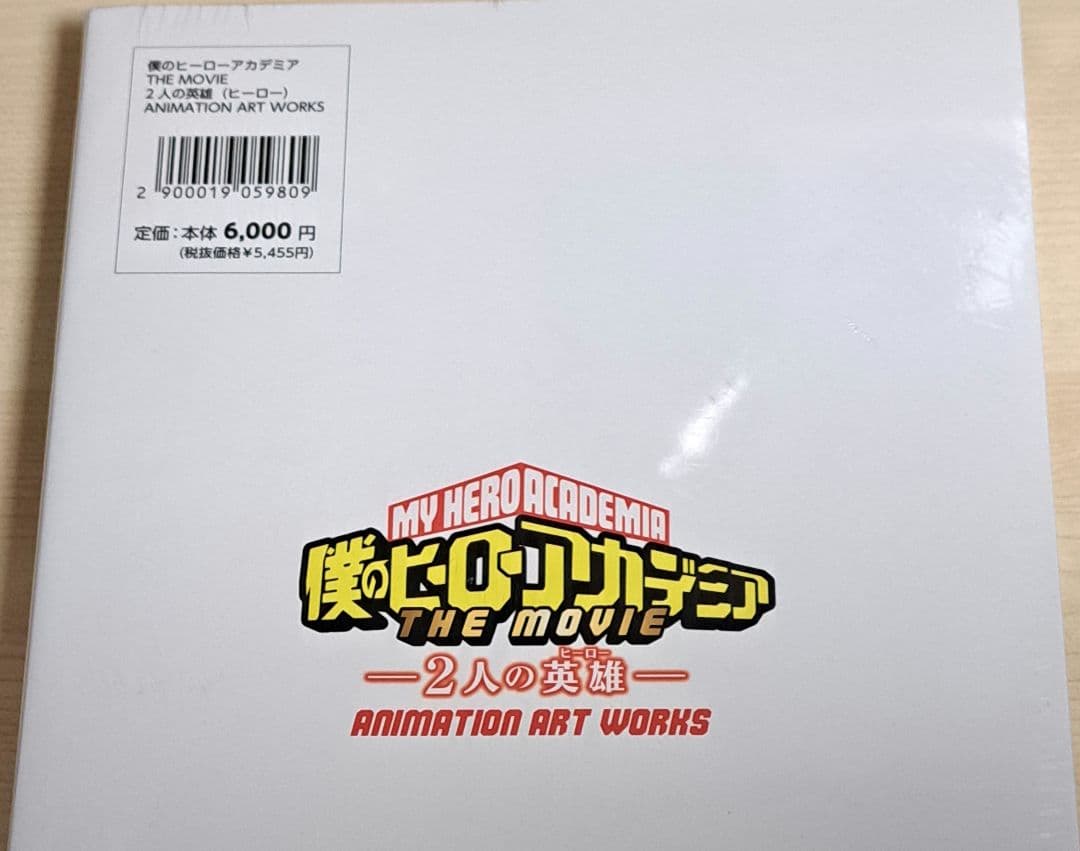 僕のヒーローアカデミア
THE MOVIE
2人の英雄（ヒーロー）
ANIMATION ART WORKS
2 900019 059809
定価：本体 6,000 円
（税抜価格¥5,455円）
MY HERO ACADEMIA
僕のヒーローアカデミア
THE MOVIE
ヒーロー
―2人の英雄―
ANIMATION ART WORKS